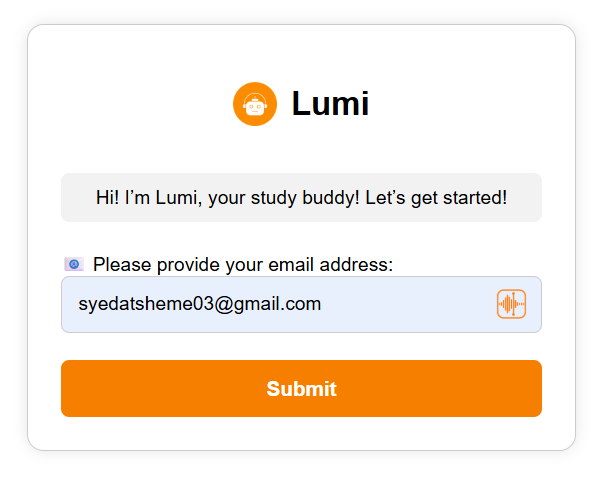 Lumi
Hi! I’m Lumi, your study buddy! Let’s get started!
Please provide your email address:
syedatsheme03@gmail.com
Submit